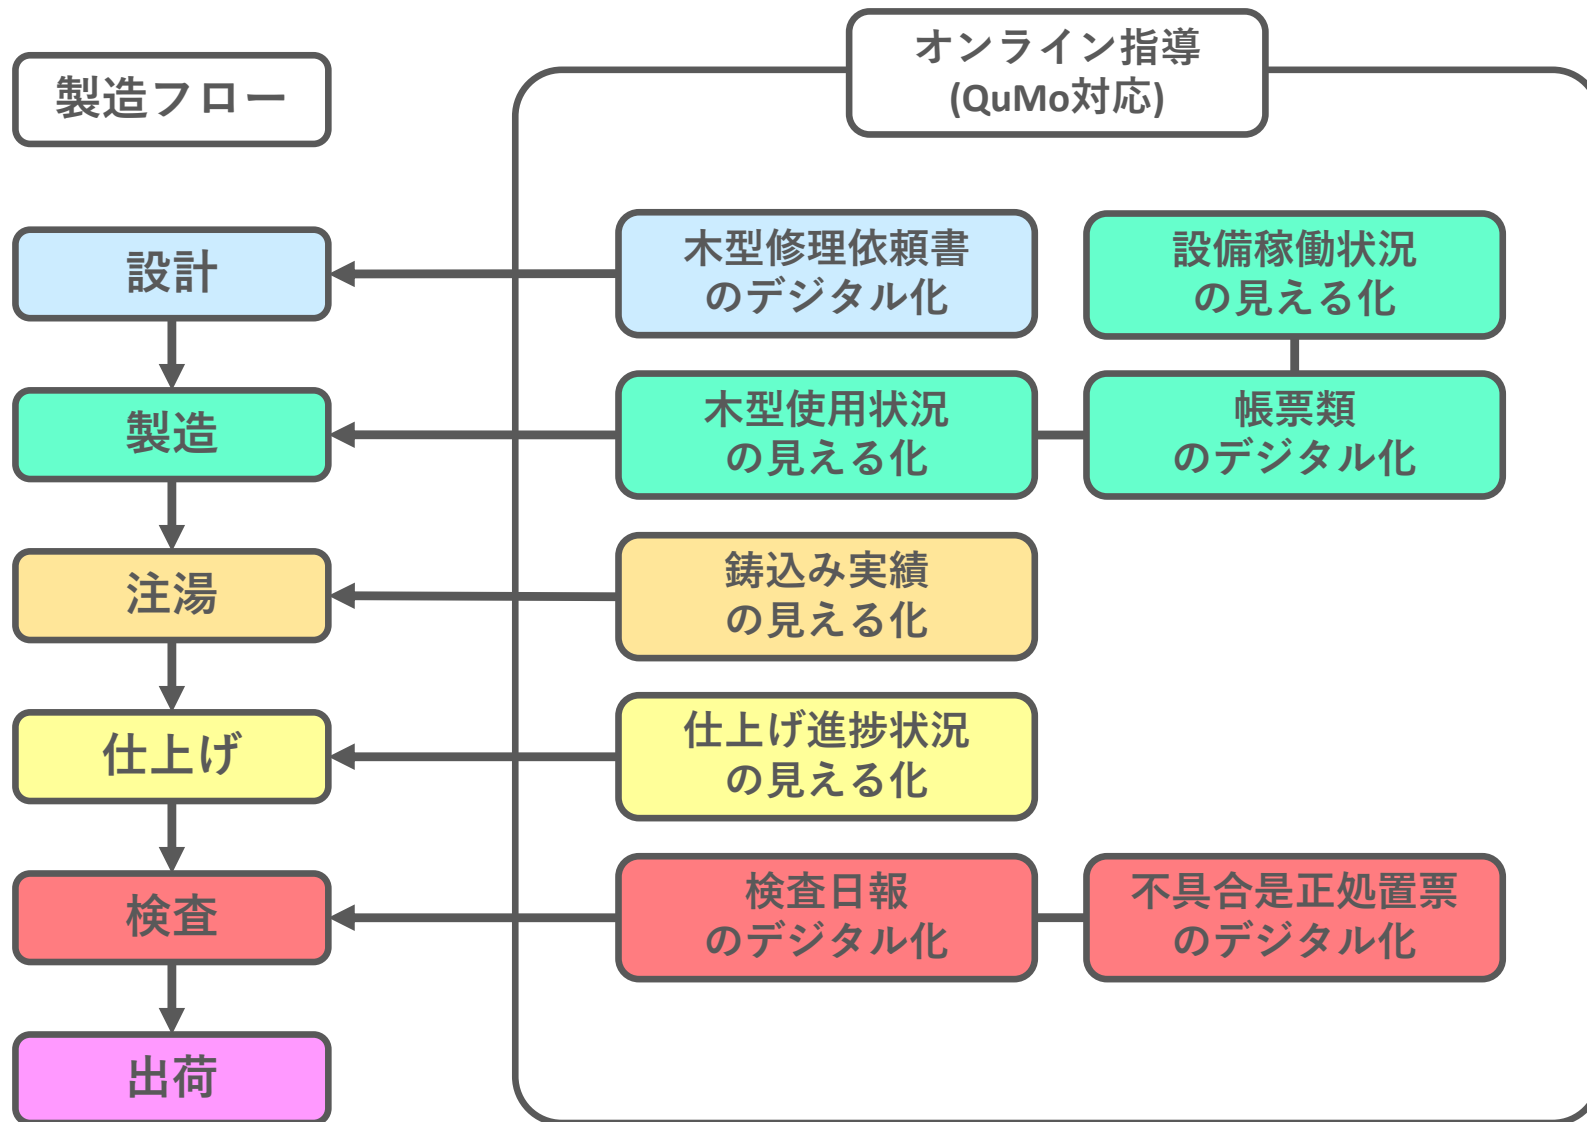 製造フロー
オンライン指導
(QuMo対応)
設計
木型修理依頼書
のデジタル化
設備稼働状況
の見える化
製造
木型使用状況
の見える化
帳票類
のデジタル化
注湯
鋳込み実績
の見える化
仕上げ
仕上げ進捗状況
の見える化
検査
検査日報
のデジタル化
不具合是正処置票
のデジタル化
出荷